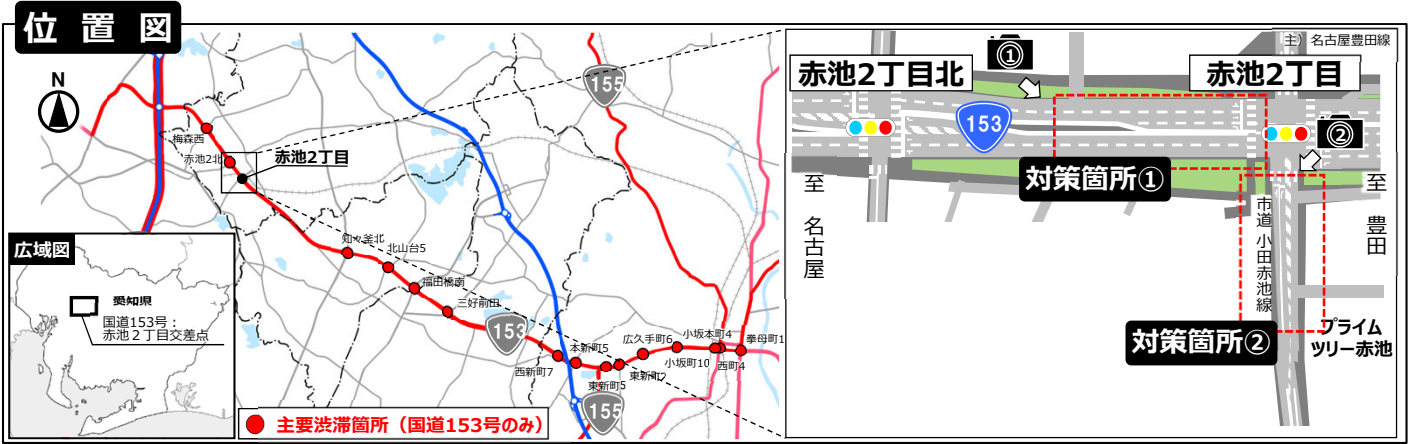 位置図
N
梅森西
赤池2北
赤池2丁目
155
知々釜北
北山台5
福田橋南
三好前田
153
本新町5
西新町7
東新町5
東新町2
広久手町6
小坂町10
小坂本町4
西町4
挙母町1
155
広域図
愛知県
国道153号：
赤池２丁目交差点
主要渋滞箇所（国道153号のみ）
主）名古屋豊田線
①
赤池2丁目北
赤池2丁目
153
②
対策箇所①
至 名古屋
市道 小田赤池線
至 豊田
対策箇所②
プライム
ツリー赤池